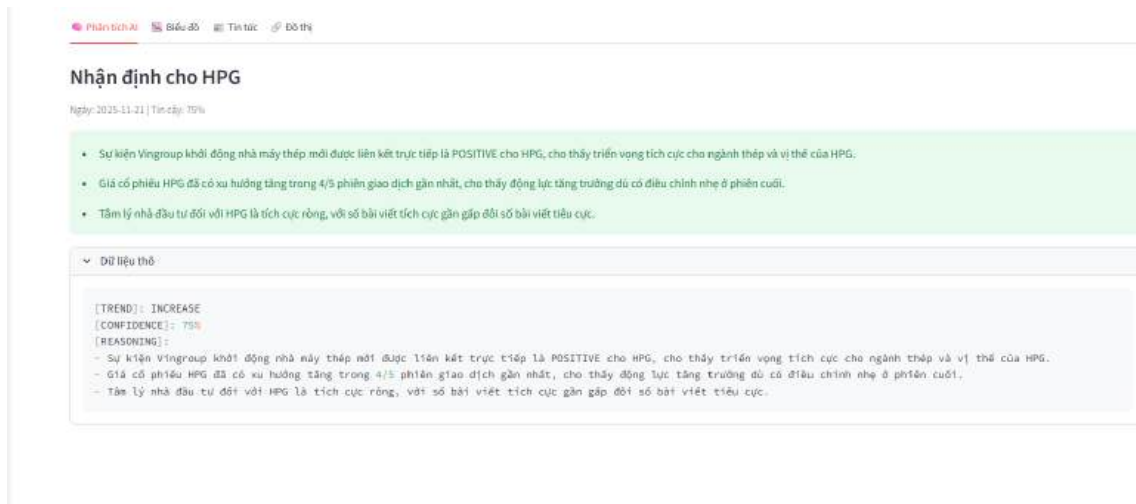 Phân tích AI Biểu đồ Tin tức Đồ thị
Nhận định cho HPG
Ngày: 2025-11-21 | Tin cậy: 75%
• Sự kiện Vingroup khởi động nhà máy thép mới được liên kết trực tiếp là POSITIVE cho HPG, cho thấy triển vọng tích cực cho ngành thép và vị thế của HPG.
• Giá cổ phiếu HPG đã có xu hướng tăng trong 4/5 phiên giao dịch gần nhất, cho thấy động lực tăng trưởng dù có điều chỉnh nhẹ ở phiên cuối.
• Tâm lý nhà đầu tư đối với HPG là tích cực ròng, với số bài viết tích cực gần gấp đôi số bài viết tiêu cực.
Dữ liệu thô
[TREND]: INCREASE
[CONFIDENCE]: 75%
[REASONING]:
- Sự kiện Vingroup khởi động nhà máy thép mới được liên kết trực tiếp là POSITIVE cho HPG, cho thấy triển vọng tích cực cho ngành thép và vị thế của HPG.
- Giá cổ phiếu HPG đã có xu hướng tăng trong 4/5 phiên giao dịch gần nhất, cho thấy động lực tăng trưởng dù có điều chỉnh nhẹ ở phiên cuối.
- Tâm lý nhà đầu tư đối với HPG là tích cực ròng, với số bài viết tích cực gần gấp đôi số bài viết tiêu cực.